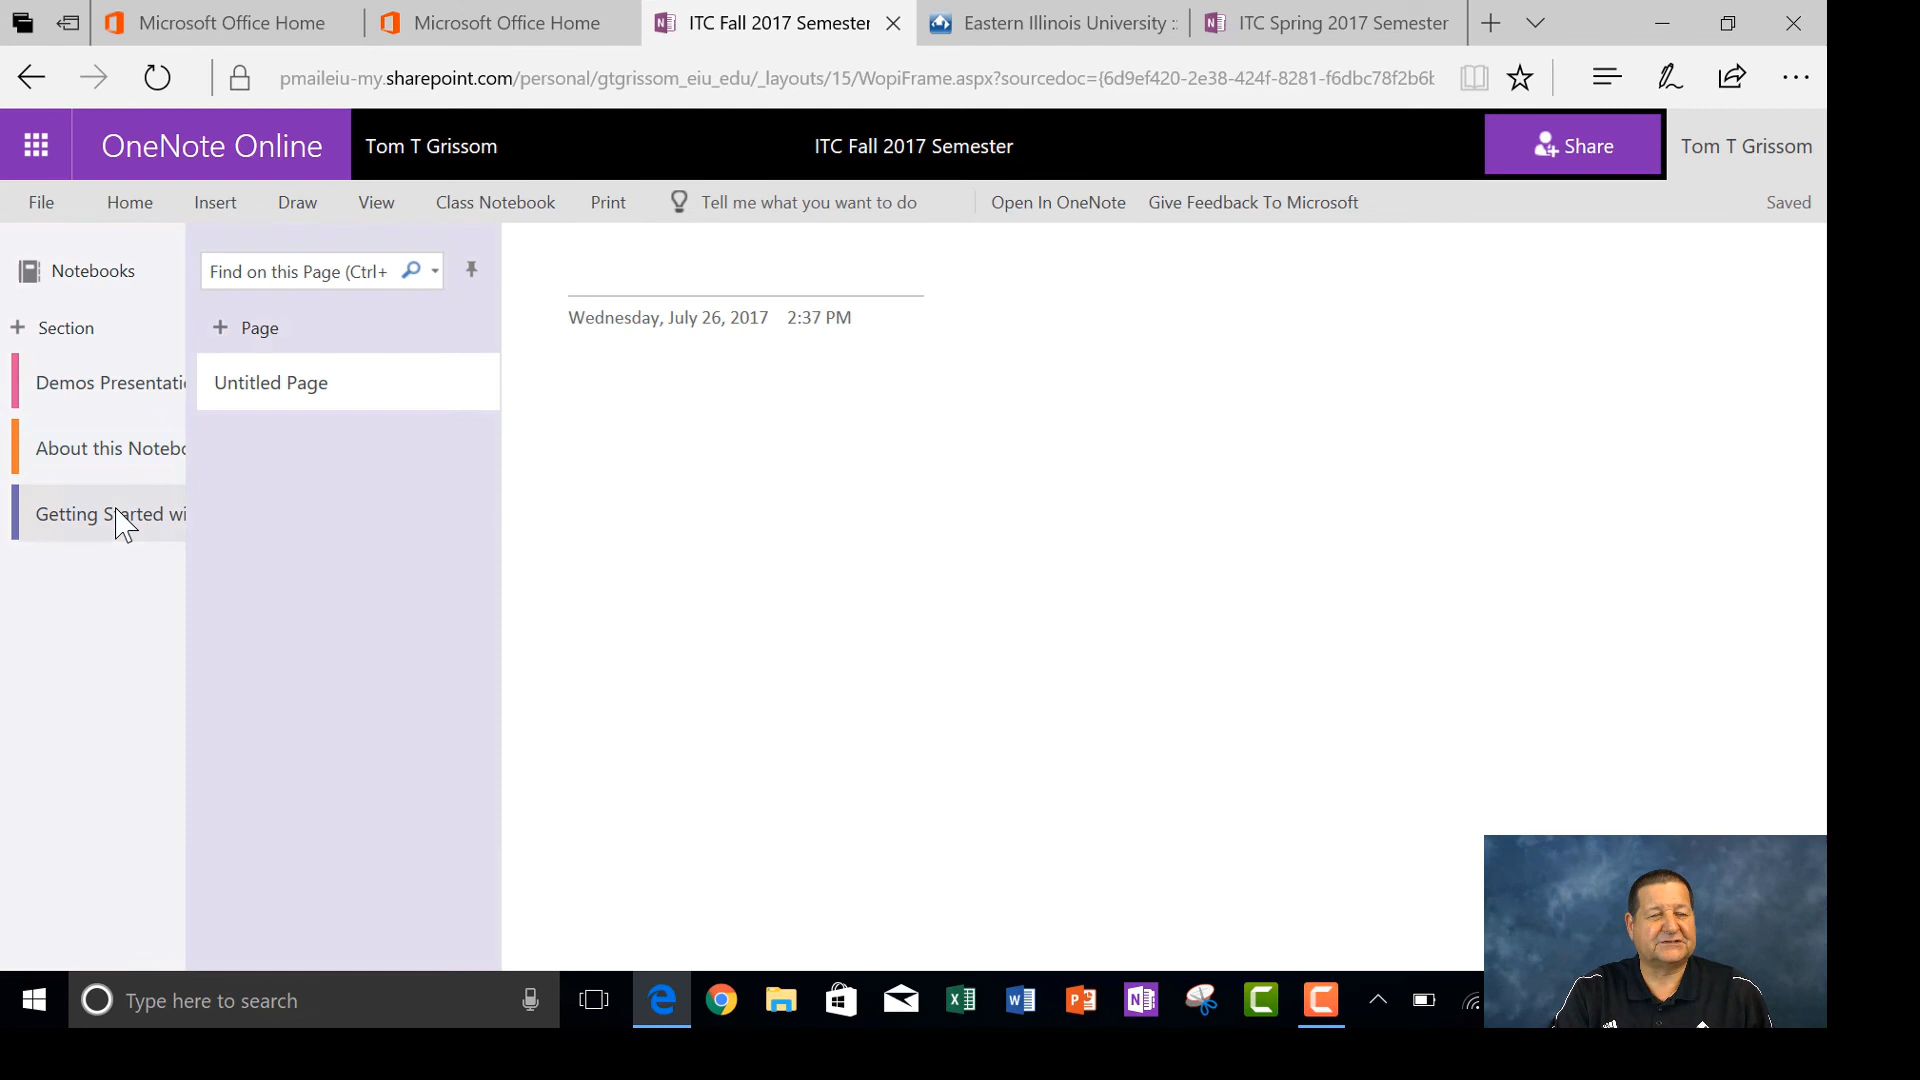 Microsoft Office Home
Microsoft Office Home
ITC Fall 2017 Semester
Eastern Illinois University ::
ITC Spring 2017 Semester
pmaileiu-my.sharepoint.com/personal/gtgrissom_eiu_edu/_layouts/15/WopiFrame.aspx?sourcedoc={6d9ef420-2e38-424f-8281-f6dbc78f2b6b
OneNote Online
Tom T Grissom
ITC Fall 2017 Semester
Share
Tom T Grissom
File
Home
Insert
Draw
View
Class Notebook
Print
Tell me what you want to do
Open In OneNote
Give Feedback To Microsoft
Saved
Notebooks
Find on this Page (Ctrl+
Section
Page
Wednesday, July 26, 2017 2:37 PM
Demos Presentati
Untitled Page
About this Notebo
Getting Started wi
Type here to search